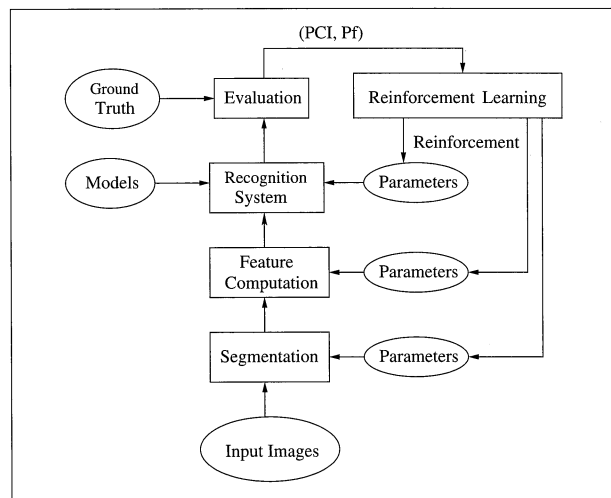 (PCI, Pf)
Ground
Truth
Evaluation
Reinforcement Learning
Reinforcement
Models
Recognition
System
Parameters
Feature
Computation
Parameters
Segmentation
Parameters
Input Images